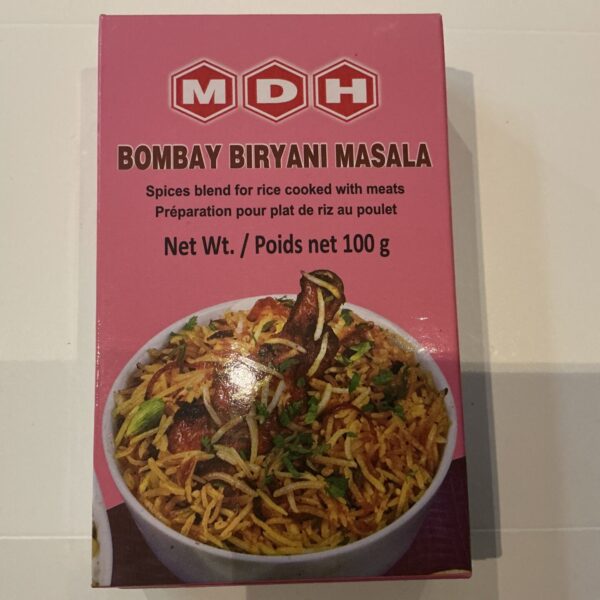 MDH
BOMBAY BIRYANI MASALA
Spices blend for rice cooked with meats
Préparation pour plat de riz au poulet
Net Wt. / Poids net 100 g